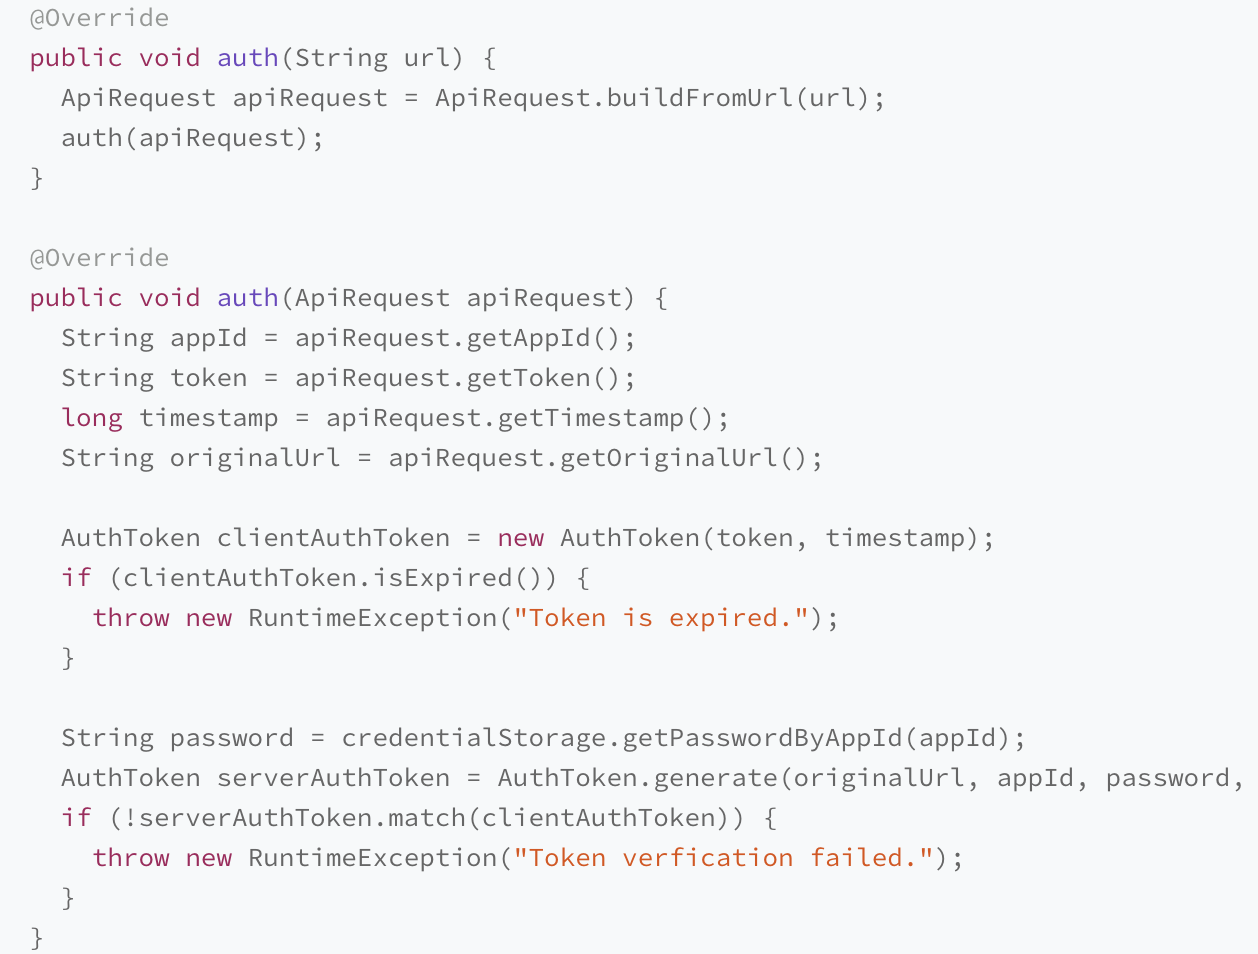 @Override
public void auth(String url) {
  ApiRequest apiRequest = ApiRequest.buildFromUrl(url);
  auth(apiRequest);
}

@Override
public void auth(ApiRequest apiRequest) {
  String appId = apiRequest.getAppId();
  String token = apiRequest.getToken();
  long timestamp = apiRequest.getTimestamp();
  String originalUrl = apiRequest.getOriginalUrl();

  AuthToken clientAuthToken = new AuthToken(token, timestamp);
  if (clientAuthToken.isExpired()) {
    throw new RuntimeException("Token is expired.");
  }

  String password = credentialStorage.getPasswordByAppId(appId);
  AuthToken serverAuthToken = AuthToken.generate(originalUrl, appId, password,
  if (!serverAuthToken.match(clientAuthToken)) {
    throw new RuntimeException("Token verfication failed.");
  }
}